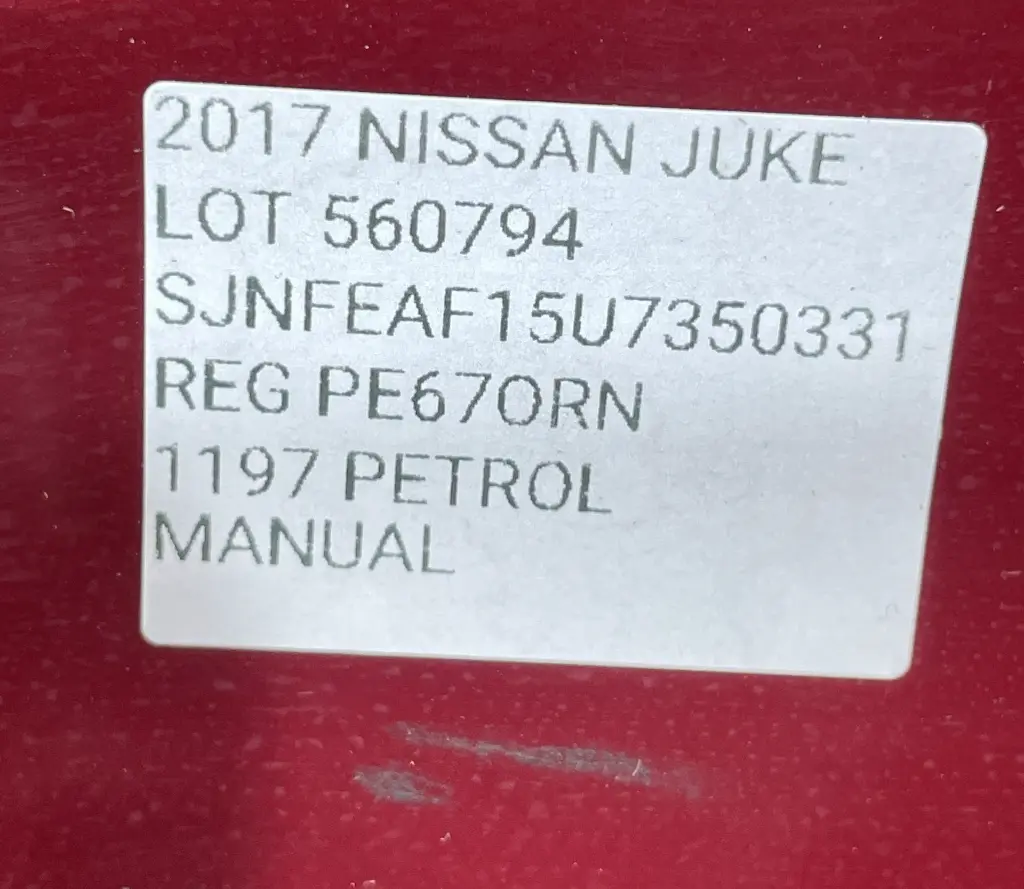 2017 NISSAN JUKE
LOT 560794
SJNFEAF15U7350331
REG PE67ORN
1197 PETROL
MANUAL